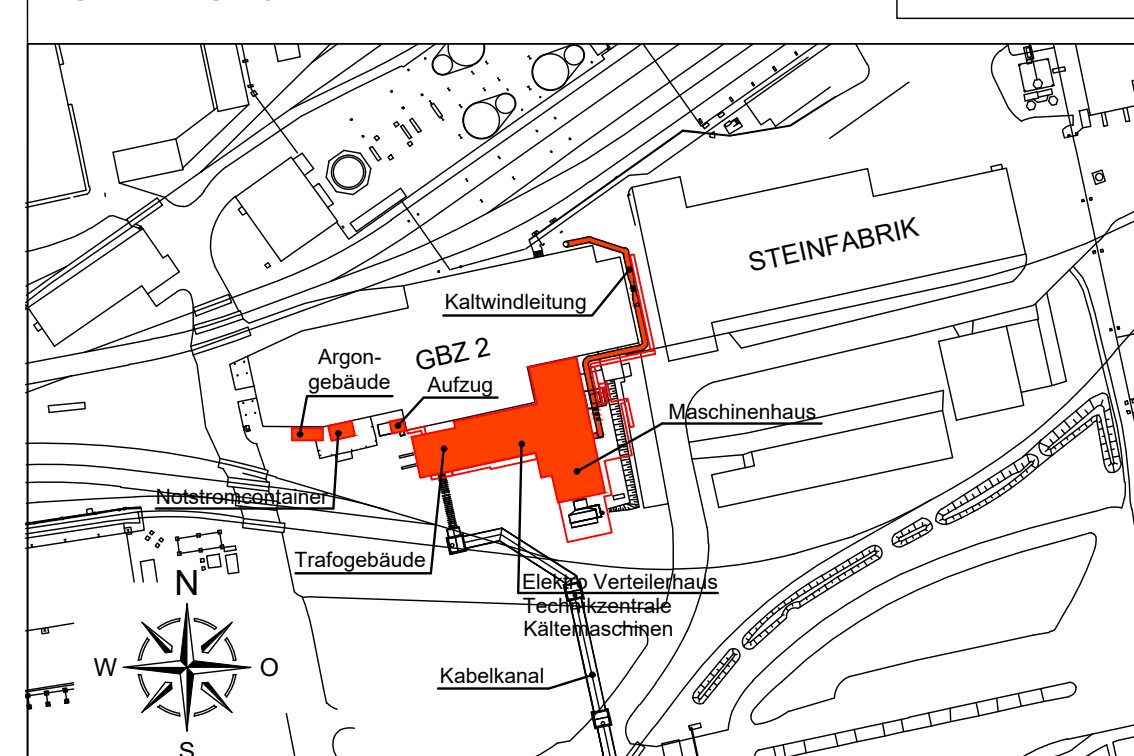 STEINFABRIK
Kaltwindleitung
GBZ 2
Argon-
gebäude
Aufzug
Maschinenhaus
Notstromcontainer
Trafogebäude
Elektro Verteilerhaus
Technikzentrale
Kältemaschinen
Kabelkanal
N
W
O
S